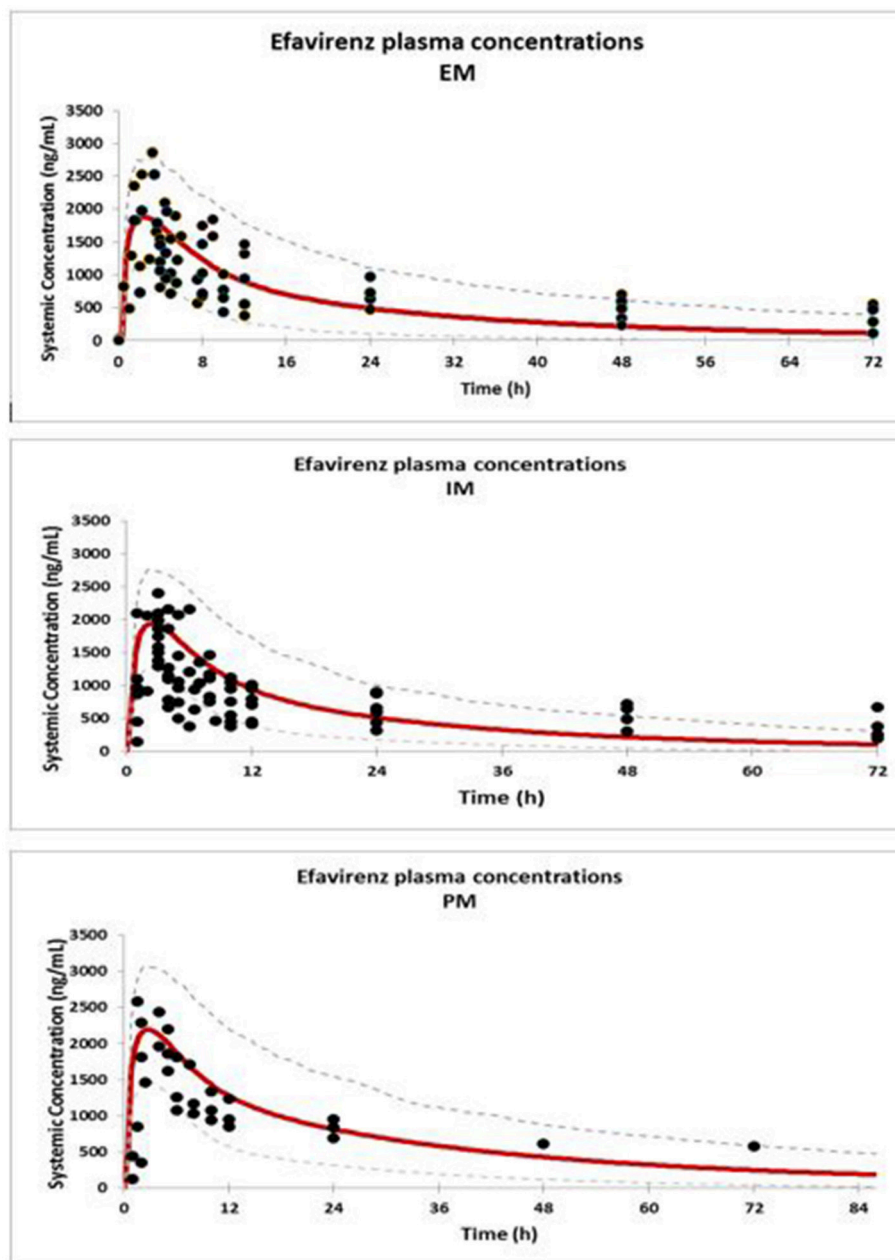 Efavirenz plasma concentrations
EM
Systemic Concentration (ng/mL)
3500
3000
2500
2000
1500
1000
500
0
0 8 16 24 32 40 48 56 64 72
Time (h)
Efavirenz plasma concentrations
IM
Systemic Concentration (ng/mL)
3500
3000
2500
2000
1500
1000
500
0
0 12 24 36 48 60 72
Time (h)
Efavirenz plasma concentrations
PM
Systemic Concentration (ng/mL)
3500
3000
2500
2000
1500
1000
500
0
0 12 24 36 48 60 72 84
Time (h)